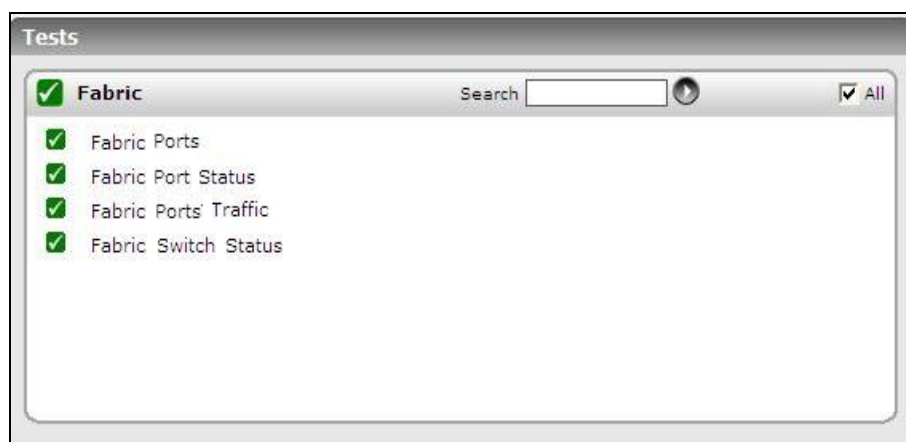 Tests
Fabric Search All
Fabric Ports
Fabric Port Status
Fabric Ports' Traffic
Fabric Switch Status